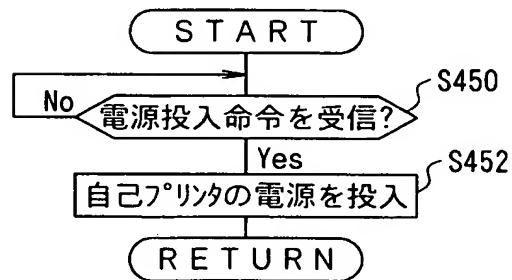 START
S450
No
電源投入命令を受信?
Yes
S452
自己プリンタの電源を投入
RETURN